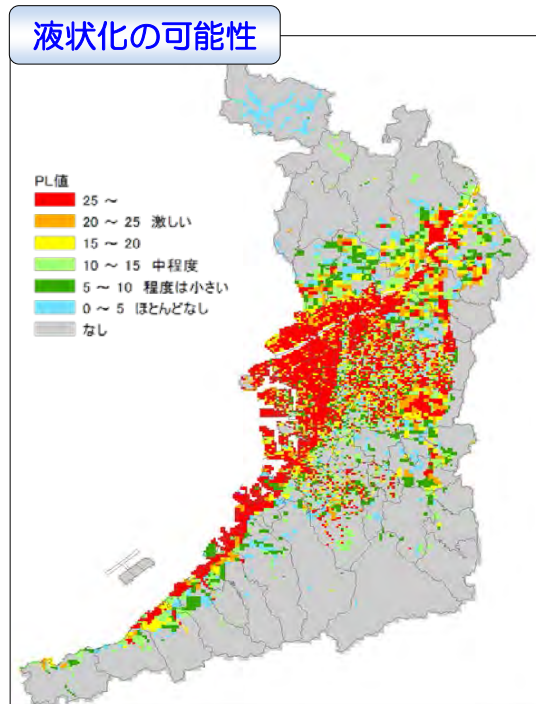 液状化の可能性
PL値
25 ～
20 ～ 25 激しい
15 ～ 20
10 ～ 15 中程度
5 ～ 10 程度は小さい
0 ～ 5 ほとんどなし
なし